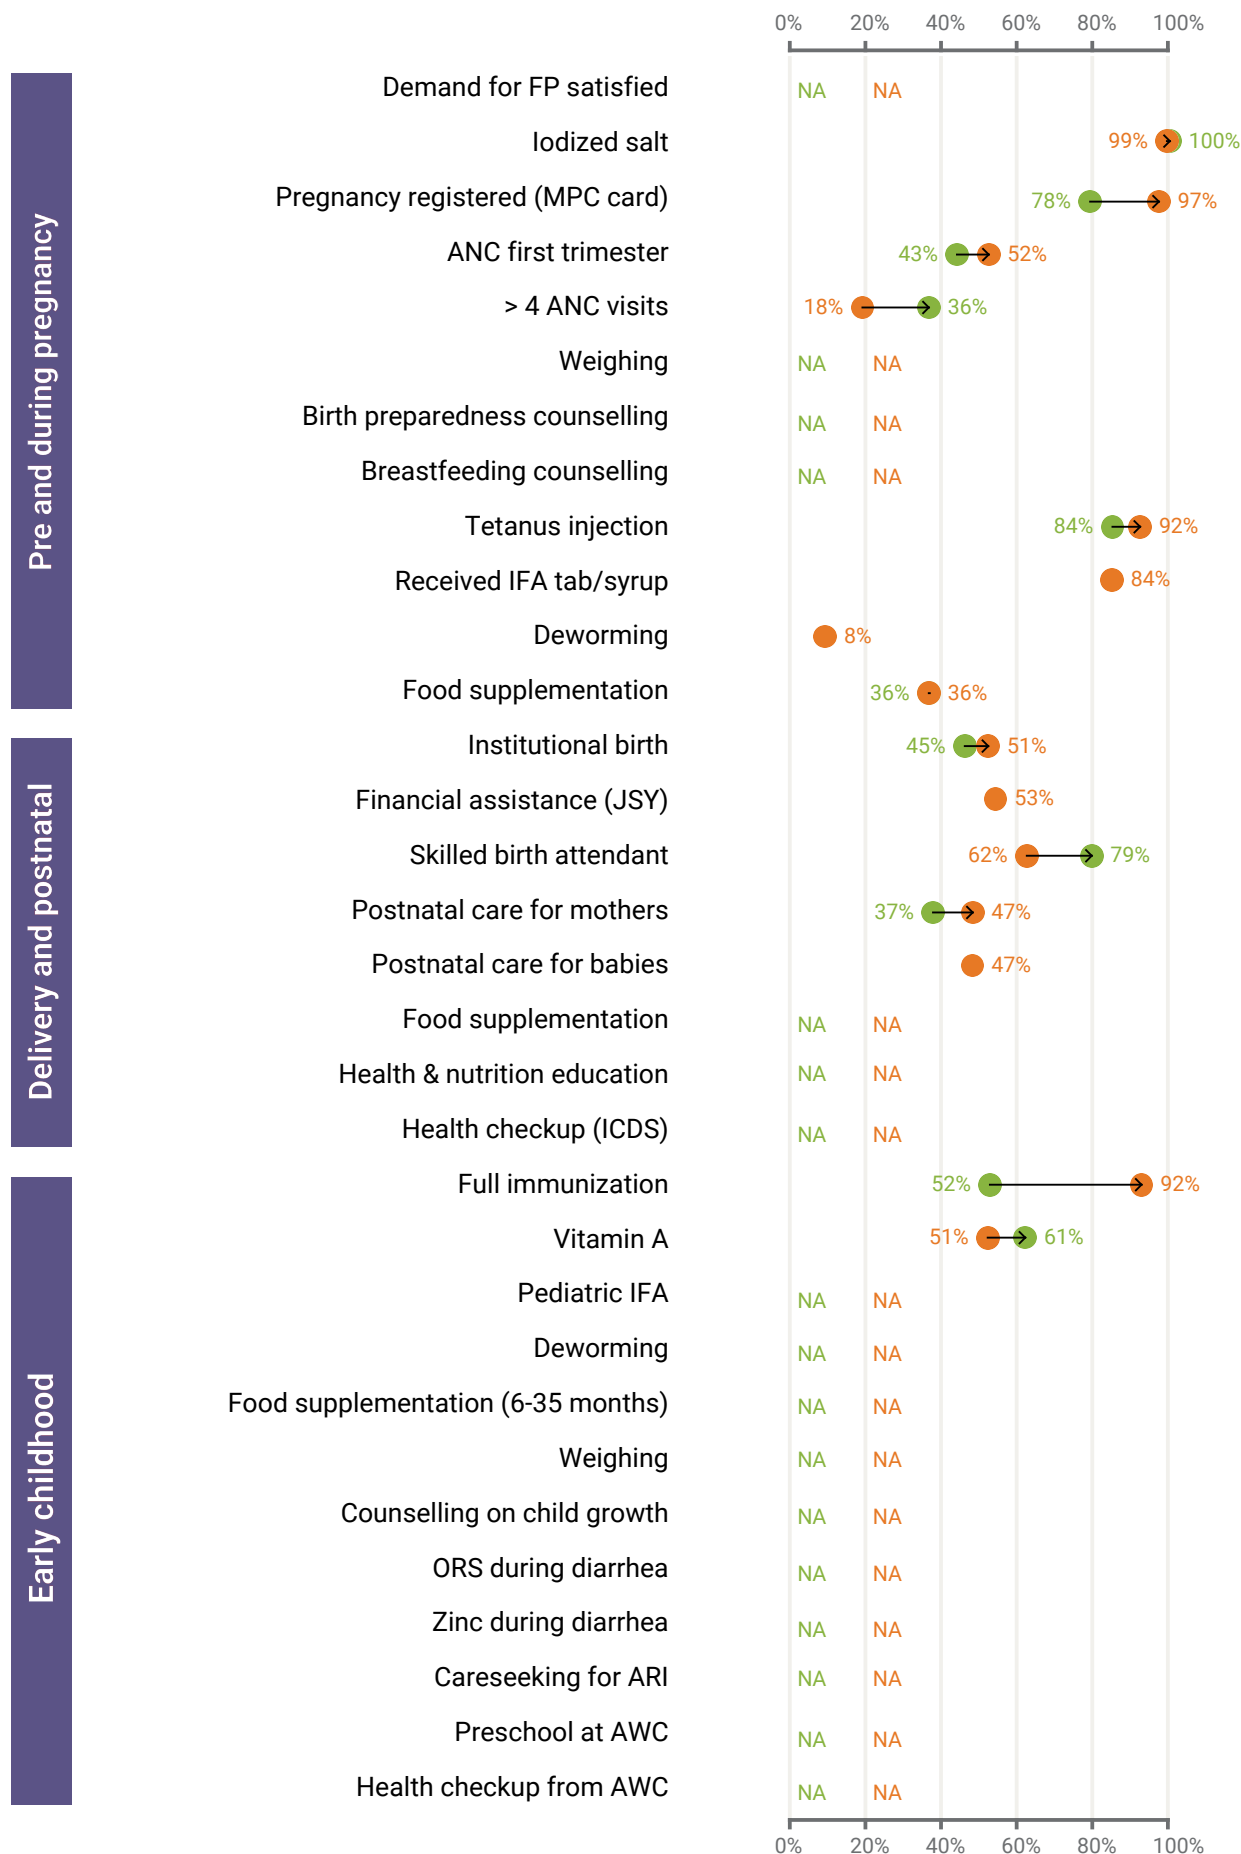 0% 20% 40% 60% 80% 100%
Pre and during pregnancy
Demand for FP satisfied NA NA
Iodized salt 99% 100%
Pregnancy registered (MPC card) 78% 97%
ANC first trimester 43% 52%
> 4 ANC visits 18% 36%
Weighing NA NA
Birth preparedness counselling NA NA
Breastfeeding counselling NA NA
Tetanus injection 84% 92%
Received IFA tab/syrup 84%
Deworming 8%
Food supplementation 36% 36%
Delivery and postnatal
Institutional birth 45% 51%
Financial assistance (JSY) 53%
Skilled birth attendant 62% 79%
Postnatal care for mothers 37% 47%
Postnatal care for babies 47%
Food supplementation NA NA
Health & nutrition education NA NA
Health checkup (ICDS) NA NA
Early childhood
Full immunization 52% 92%
Vitamin A 51% 61%
Pediatric IFA NA NA
Deworming NA NA
Food supplementation (6-35 months) NA NA
Weighing NA NA
Counselling on child growth NA NA
ORS during diarrhea NA NA
Zinc during diarrhea NA NA
Careseeking for ARI NA NA
Preschool at AWC NA NA
Health checkup from AWC NA NA
0% 20% 40% 60% 80% 100%